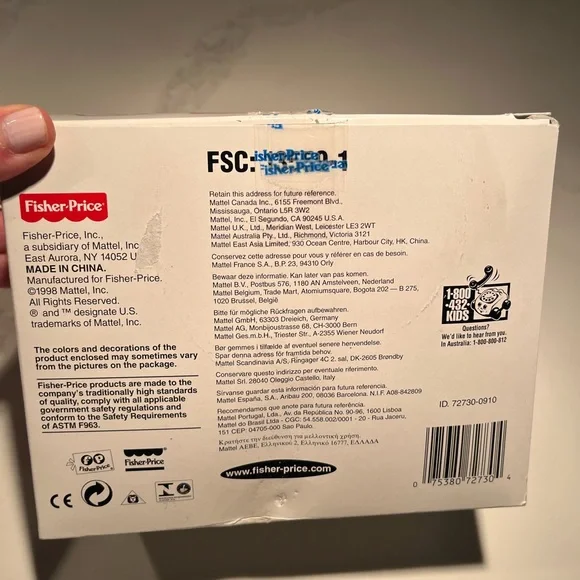 FSC:
Fisher-Price
Fisher-Price, Inc.,
a subsidiary of Mattel, Inc
East Aurora, NY 14052 U
MADE IN CHINA.
Manufactured for Fisher-Price.
©1998 Mattel, Inc.
All Rights Reserved.
® and ™ designate U.S.
trademarks of Mattel, Inc.
The colors and decorations of the
product enclosed may sometimes vary
from the pictures on the package.
Fisher-Price products are made to the
company's traditionally high standards
of quality, comply with all applicable
government safety regulations and
conform to the Safety Requirements
of ASTM F963.
Fisher-Price
Fisher-Price
CE
Retain this address for future reference.
Mattel Canada Inc., 6155 Freemont Blvd.,
Mississauga, Ontario L5R 3W2
Mattel, Inc., El Segundo, CA 90245 U.S.A.
Mattel U.K. Ltd., Meridian West, Leicester LE3 2WT
Mattel Australia Pty. Ltd., Richmond, Victoria 3121
Mattel East Asia Limited, 930 Ocean Centre, Harbour City, HK, China.
Conservez cette adresse pour vous y référer en cas de besoin.
Mattel France S.A., B.P. 23, 94310 Orly
Bewaar deze informatie. Kan later van pas komen.
Mattel B.V., Postbus 576, 1180 AN Amstelveen, Nederland
Mattel Belgium, Trade Mart, Atomiumsquare, Bogota 202 — B 275,
1020 Brussel, België
Bitte für mögliche Rückfragen aufbewahren.
Mattel GmbH, 63303 Dreieich, Germany
Mattel AG, Monbijoustrasse 68, CH-3000 Bern
Mattel Ges.m.b.H., Triester Str., A-2355 Wiener Neudorf
Bør gemmes i tilfælde af eventuel senere henvendelse.
Spar denna adress för framtida behov.
Mattel Scandinavia A/S, Ringager 4C 2. sal, DK-2605 Brøndby
Conservare questo indirizzo per eventuale riferimento.
Mattel Srl. 28040 Oleggio Castello, Italy
Sírvanse guardar esta información para futura referencia.
Mattel España, S.A., Aribau 200, 08036 Barcelona. N.I.F. A08-842809
Recomendamos que anote para futura referência.
Mattel Portugal, Lda., Av. da República No. 90-96, 1600 Lisboa
Mattel do Brasil Ltda - CGC: 54.558.002/0001 - 20 - Rua Jaceru,
151 CEP: 04705-000 Sao Paulo.
Κρατήστε την διεύθυνση για μελλοντική χρήση.
Mattel AEBE, Ελληνικού 2, Ελληνικό 16777, ΕΛΛΑΔΑ
www.fisher-price.com
1-800
-432-
KIDS
Questions?
We'd like to hear from you.
In Australia: 1-800-800-812
ID. 72730-0910
0 75380 72730 4